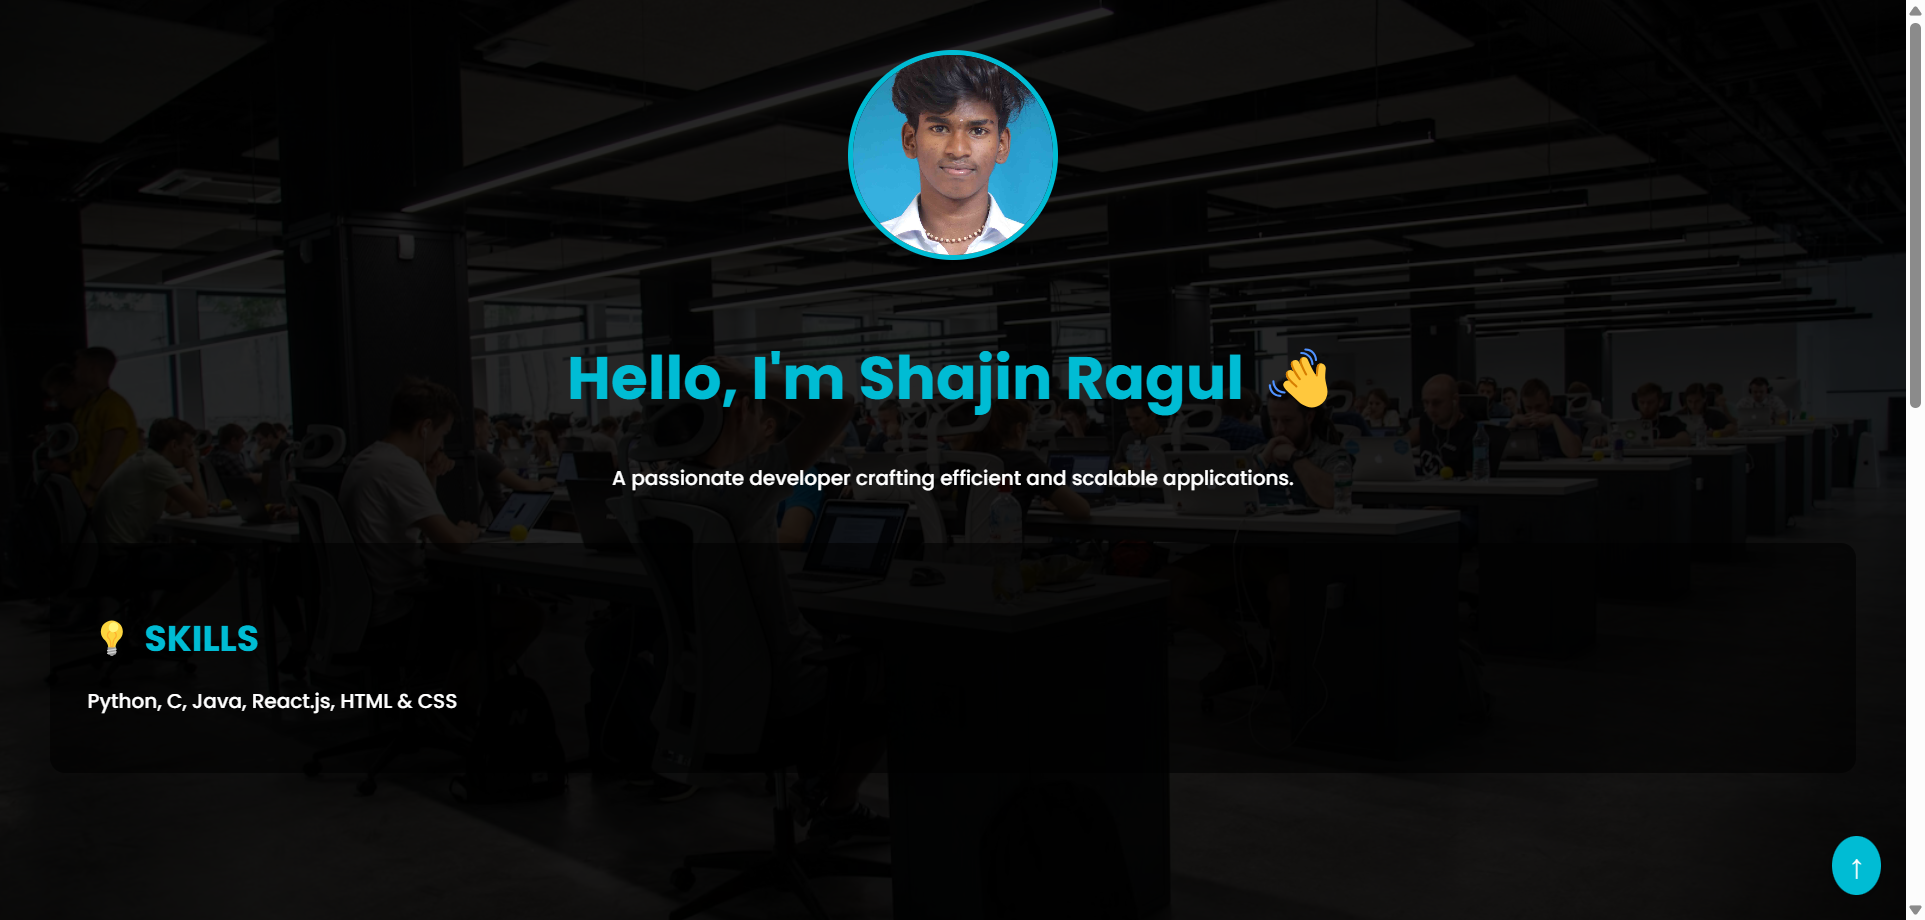 Hello, I'm Shajin Ragul 👋
A passionate developer crafting efficient and scalable applications.
💡 SKILLS
Python, C, Java, React.js, HTML & CSS
↑